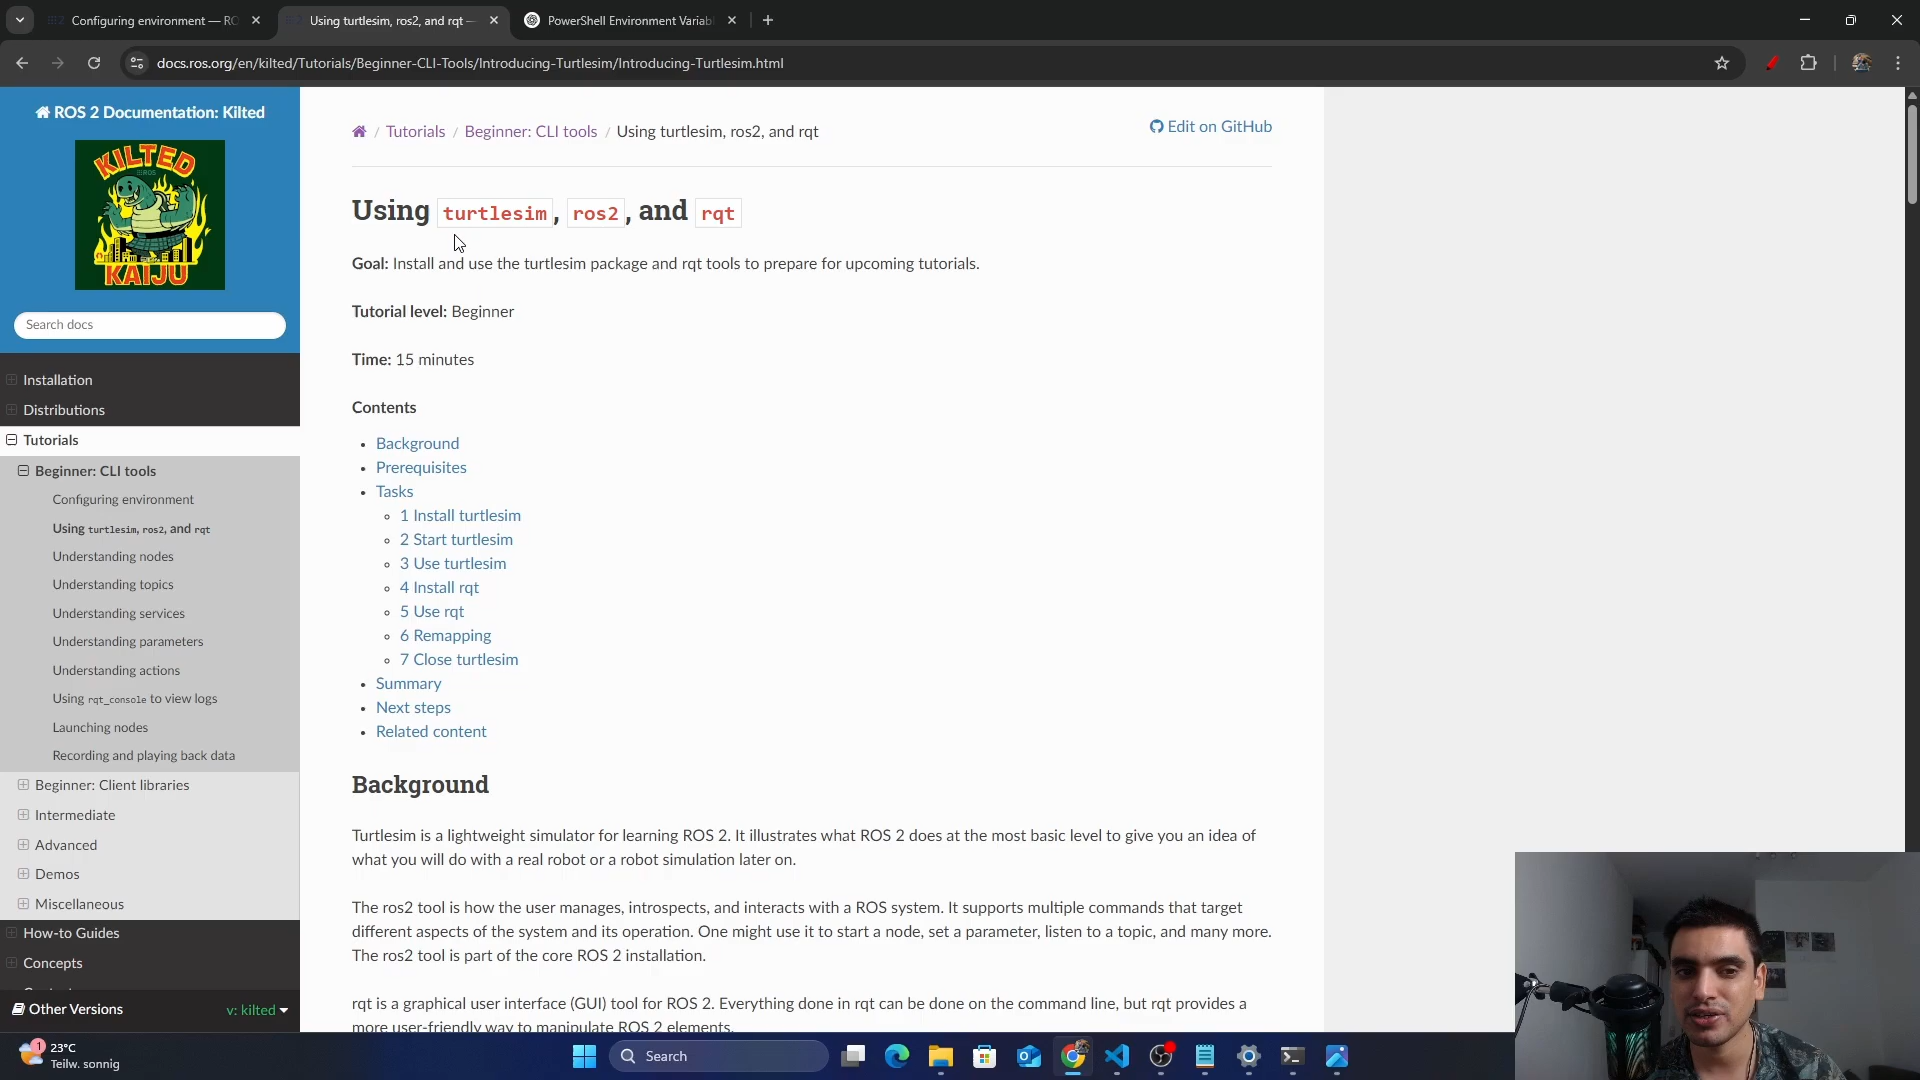 Configuring environment — RO
Using turtlesim, ros2, and rqt —
PowerShell Environment Variab
docs.ros.org/en/kilted/Tutorials/Beginner-CLI-Tools/Introducing-Turtlesim/Introducing-Turtlesim.html
ROS 2 Documentation: Kilted
KILTED
ROS
KAIJU
Search docs
Installation
Distributions
Tutorials
Beginner: CLI tools
Configuring environment
Using turtlesim, ros2, and rqt
Understanding nodes
Understanding topics
Understanding services
Understanding parameters
Understanding actions
Using rqt_console to view logs
Launching nodes
Recording and playing back data
Beginner: Client libraries
Intermediate
Advanced
Demos
Miscellaneous
How-to Guides
Concepts
Other Versions
v: kilted
/ Tutorials / Beginner: CLI tools / Using turtlesim, ros2, and rqt
Edit on GitHub
Using turtlesim, ros2, and rqt
Goal: Install and use the turtlesim package and rqt tools to prepare for upcoming tutorials.
Tutorial level: Beginner
Time: 15 minutes
Contents
Background
Prerequisites
Tasks
1 Install turtlesim
2 Start turtlesim
3 Use turtlesim
4 Install rqt
5 Use rqt
6 Remapping
7 Close turtlesim
Summary
Next steps
Related content
Background
Turtlesim is a lightweight simulator for learning ROS 2. It illustrates what ROS 2 does at the most basic level to give you an idea of
what you will do with a real robot or a robot simulation later on.
The ros2 tool is how the user manages, introspects, and interacts with a ROS system. It supports multiple commands that target
different aspects of the system and its operation. One might use it to start a node, set a parameter, listen to a topic, and many more.
The ros2 tool is part of the core ROS 2 installation.
rqt is a graphical user interface (GUI) tool for ROS 2. Everything done in rqt can be done on the command line, but rqt provides a
more user-friendly way to manipulate ROS 2 elements.
1
23°C
Teilw. sonnig
Search